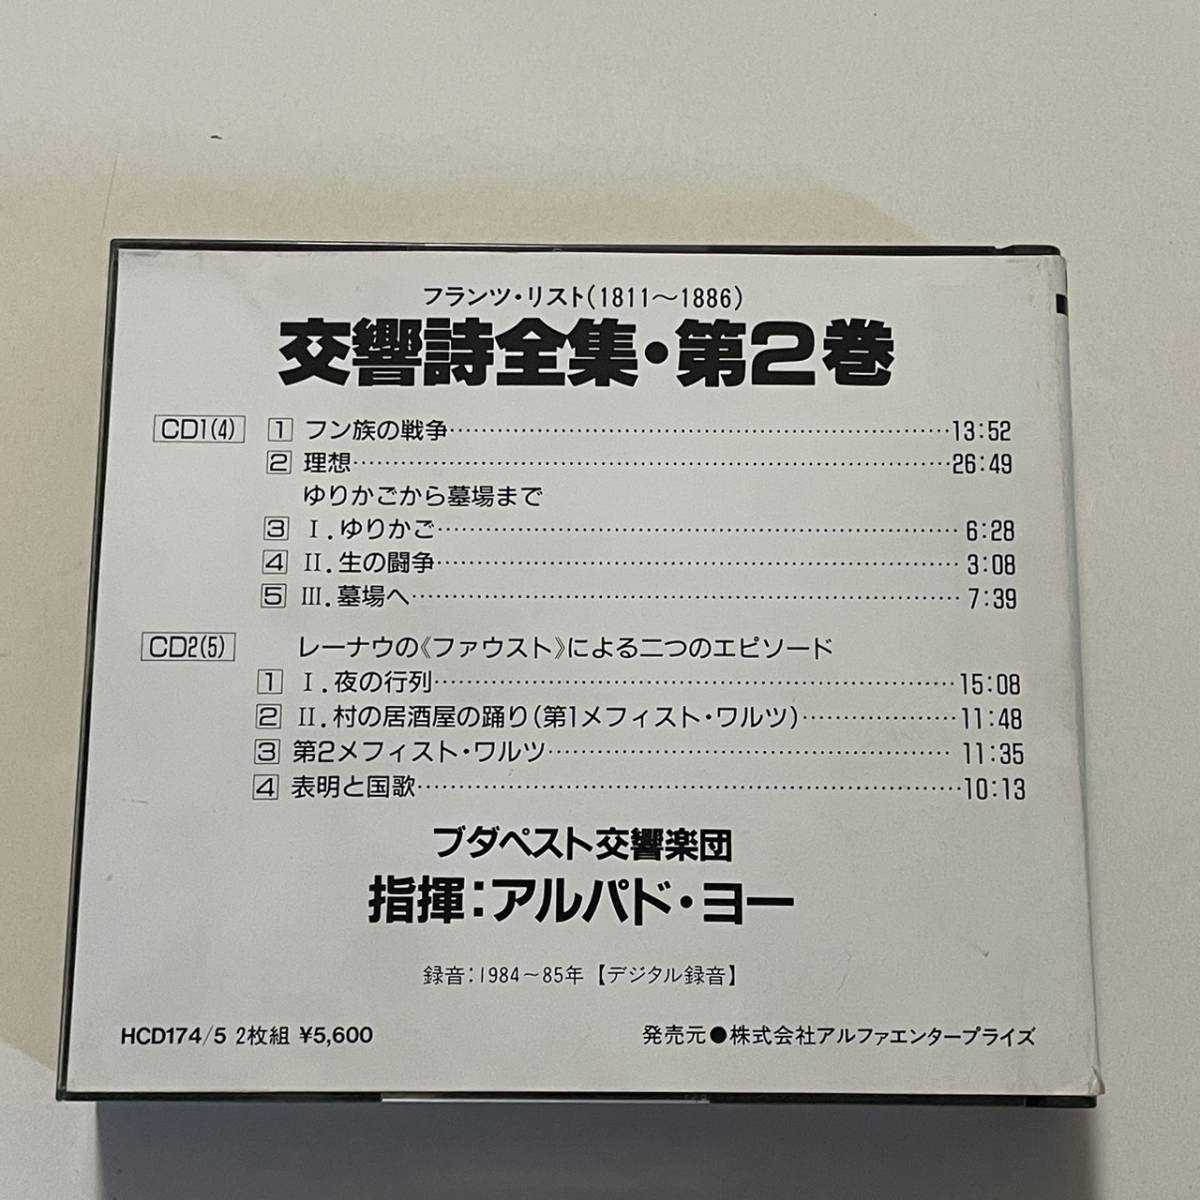 フランツ・リスト(1811〜1886)
交響詩全集・第2巻
CD1(4) 1 フン族の戦争 13:52
2 理想 26:49
ゆりかごから墓場まで
3 I.ゆりかご 6:28
4 II.生の闘争 3:08
5 III.墓場へ 7:39
CD2(5) レーナウの《ファウスト》による二つのエピソード
1 I.夜の行列 15:08
2 II.村の居酒屋の踊り(第1メフィスト・ワルツ) 11:48
3 第2メフィスト・ワルツ 11:35
4 表明と国歌 10:13
ブダペスト交響楽団
指揮:アルパド・ヨー
録音:1984〜85年【デジタル録音】
HCD174/5 2枚組 ¥5,600 発売元●株式会社アルファエンタープライズ